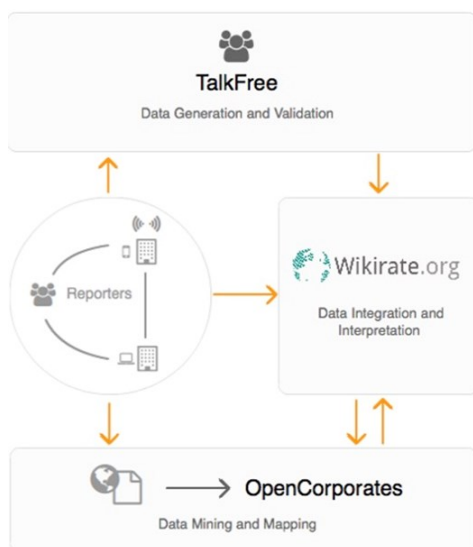 TalkFree
Data Generation and Validation
Reporters
Wikirate.org
Data Integration and
Interpretation
OpenCorporates
Data Mining and Mapping